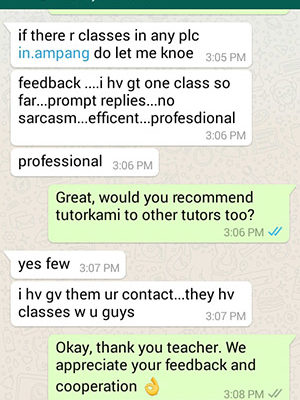 if there r classes in any plc
in.ampang do let me knoe
3:05 PM
feedback ....i hv gt one class so
far...prompt replies...no
sarcasm...efficent...profesdional
3:06 PM
professional 3:06 PM
Great, would you recommend
tutorkami to other tutors too?
3:06 PM
yes few 3:07 PM
i hv gv them ur contact...they hv
classes w u guys
3:07 PM
Okay, thank you teacher. We
appreciate your feedback and
cooperation 👌
3:08 PM